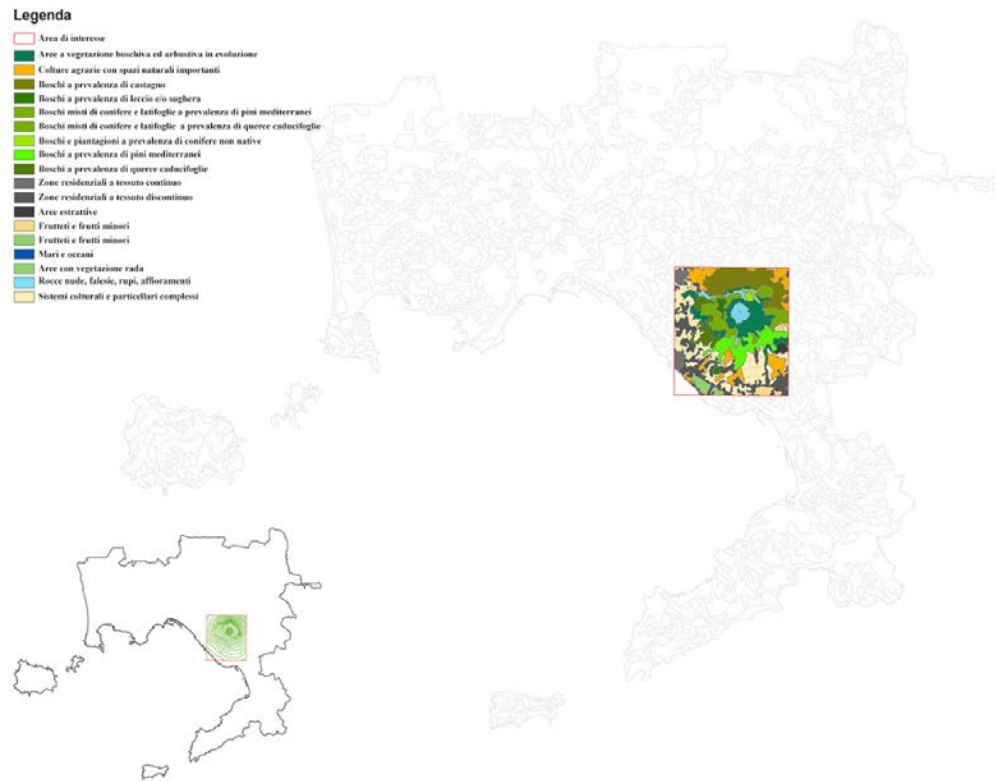 Legenda
Area di interesse
Aree a vegetazione boschiva ed arbustiva in evoluzione
Colture agrarie con spazi naturali importanti
Boschi a prevalenza di castagno
Boschi a prevalenza di leccio e/o sughera
Boschi misti di conifere e latifoglie a prevalenza di pini mediterranei
Boschi misti di conifere e latifoglie a prevalenza di querce caducifoglie
Boschi e piantagioni a prevalenza di conifere non native
Boschi a prevalenza di pini mediterranei
Boschi a prevalenza di querce caducifoglie
Zone residenziali a tessuto continuo
Zone residenziali a tessuto discontinuo
Aree estrattive
Frutteti e frutti minori
Frutteti e frutti minori
Mari e oceani
Aree con vegetazione rada
Rocce nude, falesie, rupi, affioramenti
Sistemi colturali e particellari complessi